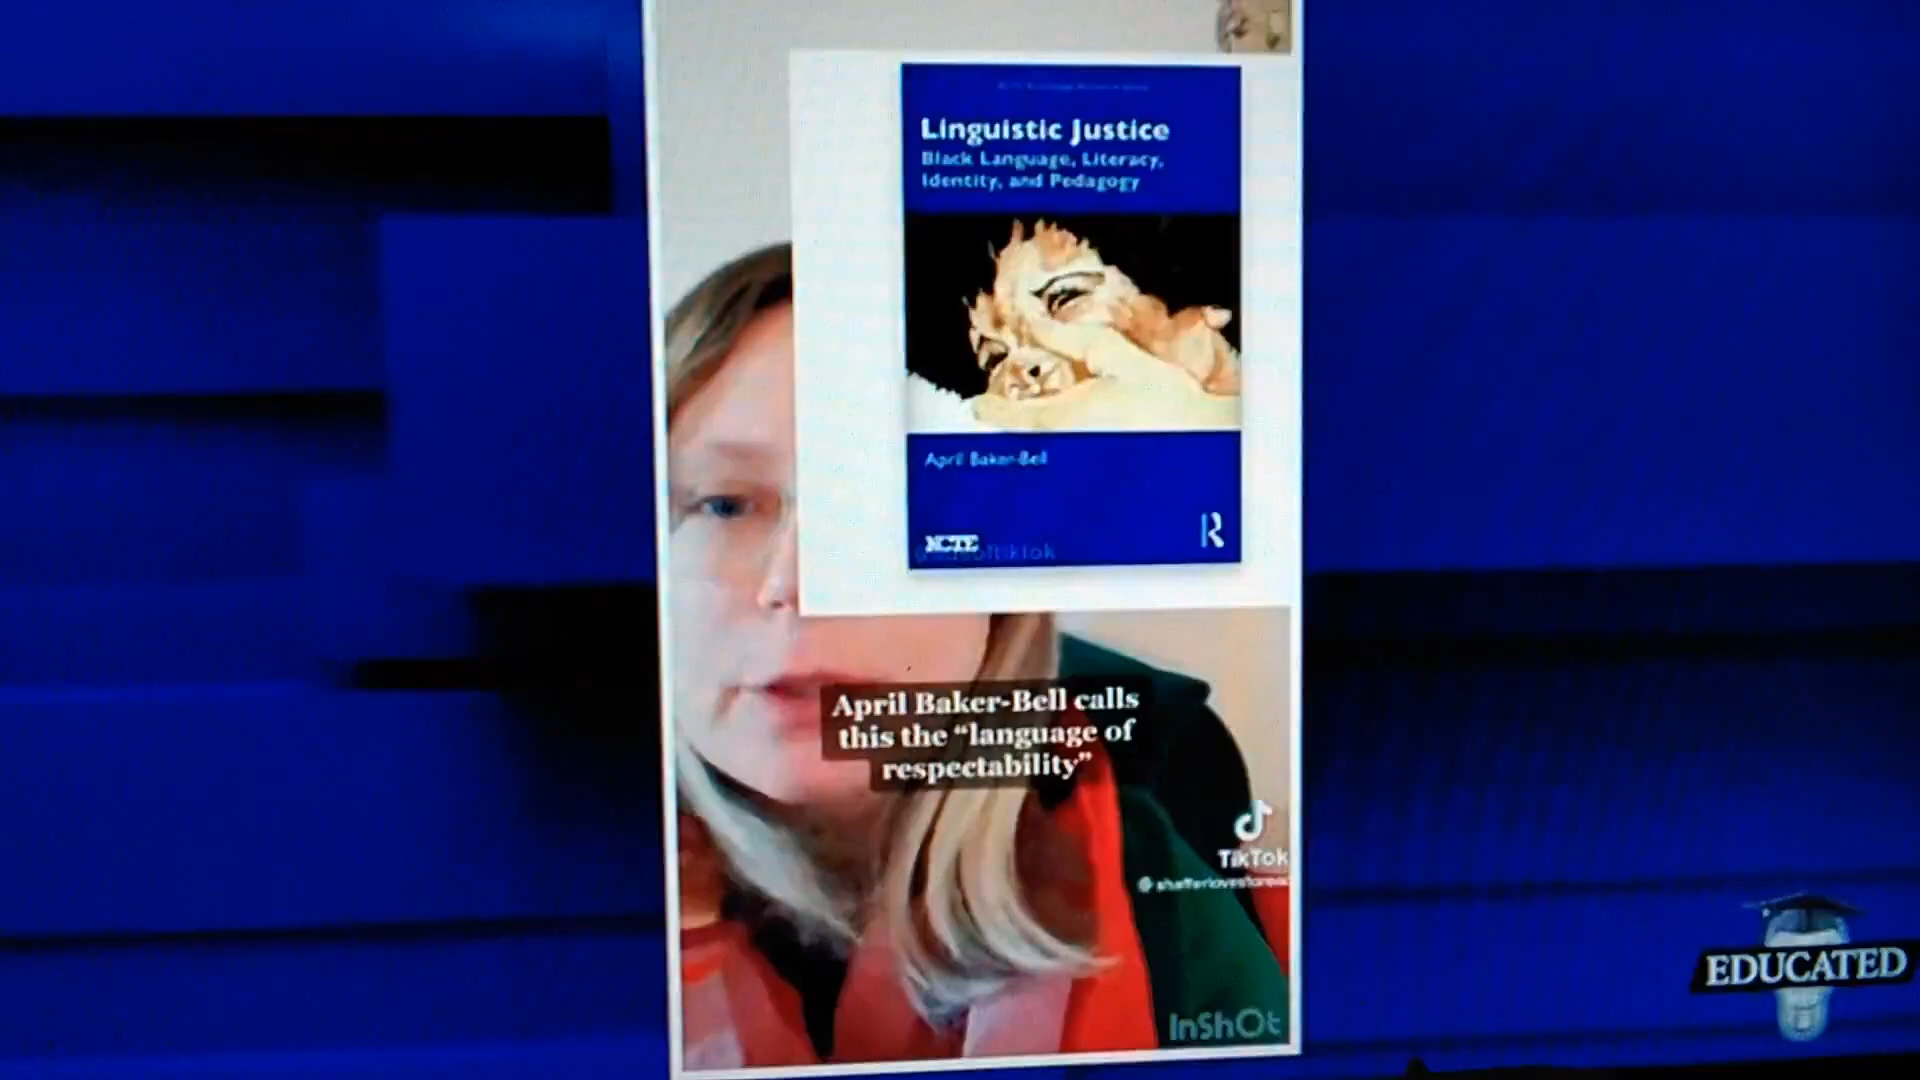 Linguistic Justice
Black Language, Literacy,
Identity, and Pedagogy
April Baker-Bell
NCTE
April Baker-Bell calls
this the “language of
respectability”
TikTok
EDUCATED
InShOt